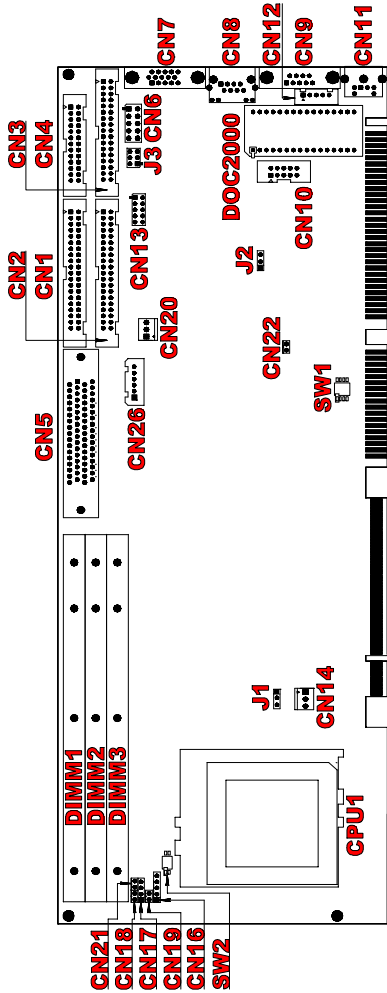 CN7
CN8
CN12
CN9
CN11
CN3
CN4
CN6
J3
DOC2000
CN10
CN2
CN1
CN13
J2
CN20
CN22
CN5
CN26
SW1
J1
CN14
DIMM1
DIMM2
DIMM3
CPU1
CN21
CN18
CN17
CN19
CN16
SW2